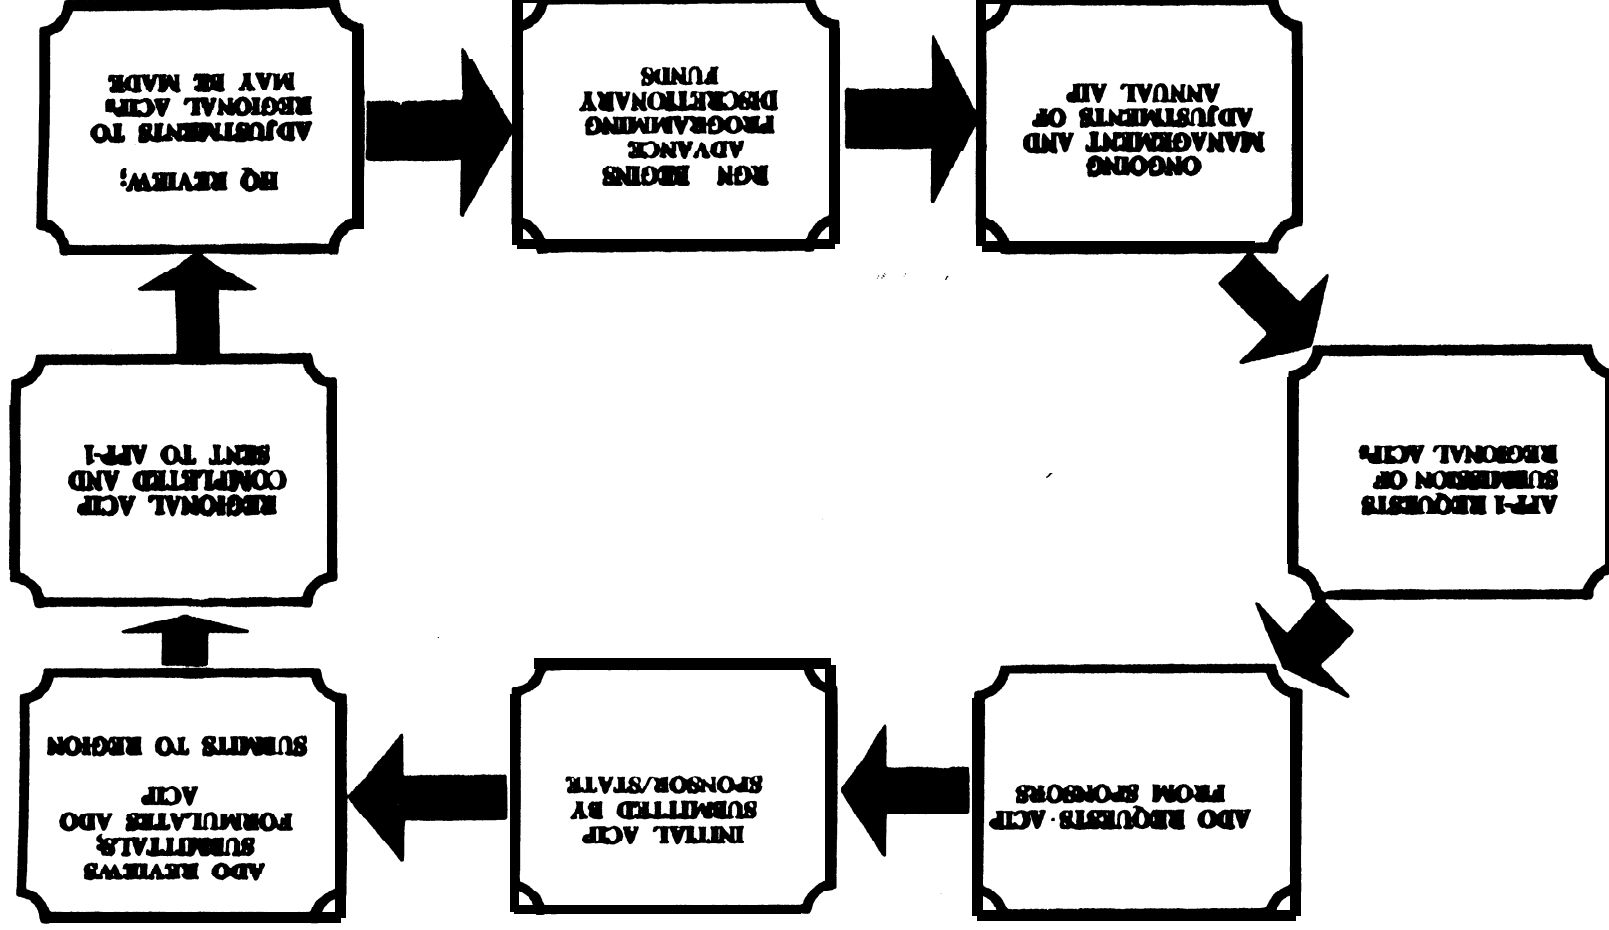 APP-1 REQUESTS
SUBMISSION OF
REGIONAL ACIPs
ADO REQUESTS ACIP
FROM SPONSORS
INITIAL ACIP
SUBMITTED BY
SPONSOR/STATE
ADO REVIEWS
SUBMITTALS,
FORMULATES ADO
ACIP
SUBMITS TO REGION
REGIONAL ACIP
COMPLETED AND
SENT TO APP-1
HQ REVIEW;
ADJUSTMENTS TO
REGIONAL ACIPs
MAY BE MADE
RGN BEGINS
ADVANCE
PROGRAMMING
DISCRETIONARY
FUNDS
ONGOING
MANAGEMENT AND
ADJUSTMENTS OF
ANNUAL AIP